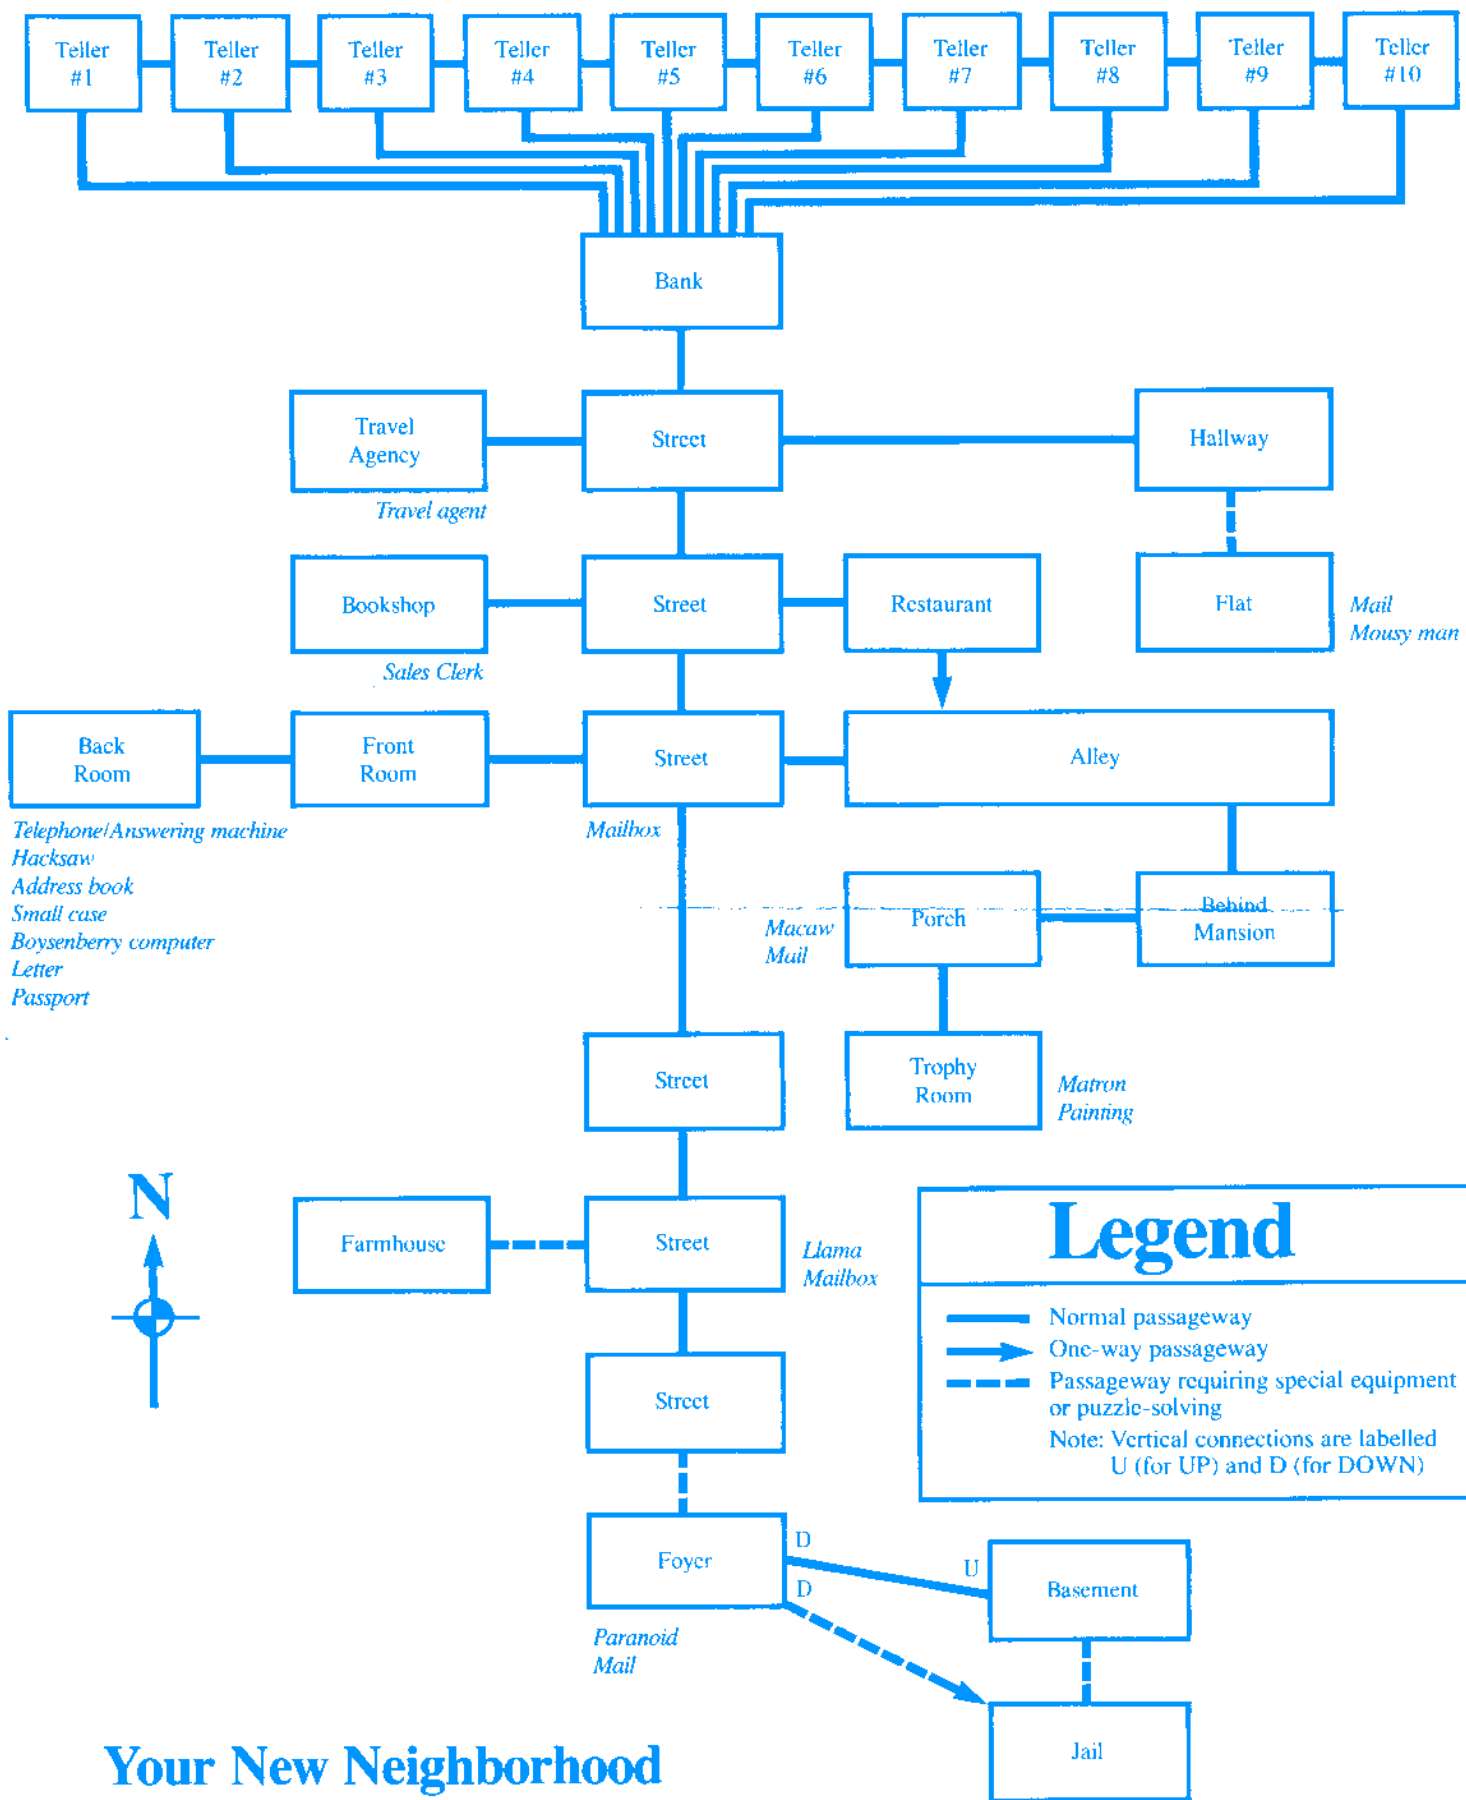 Teller
#1
Teller
#2
Teller
#3
Teller
#4
Teller
#5
Teller
#6
Teller
#7
Teller
#8
Teller
#9
Teller
#10
Bank
Travel
Agency
Travel agent
Street
Hallway
Bookshop
Sales Clerk
Street
Restaurant
Flat
Mail
Mousy man
Back
Room
Front
Room
Street
Alley
Telephone/Answering machine
Hacksaw
Address book
Small case
Boysenberry computer
Letter
Passport
Mailbox
Macaw
Mail
Porch
Behind
Mansion
Street
Trophy
Room
Matron
Painting
N
Farmhouse
Street
Llama
Mailbox
Legend
Normal passageway
One-way passageway
Passageway requiring special equipment
or puzzle-solving
Note: Vertical connections are labelled
U (for UP) and D (for DOWN)
Street
Foyer
D
D
U
Basement
Paranoid
Mail
Jail
Your New Neighborhood